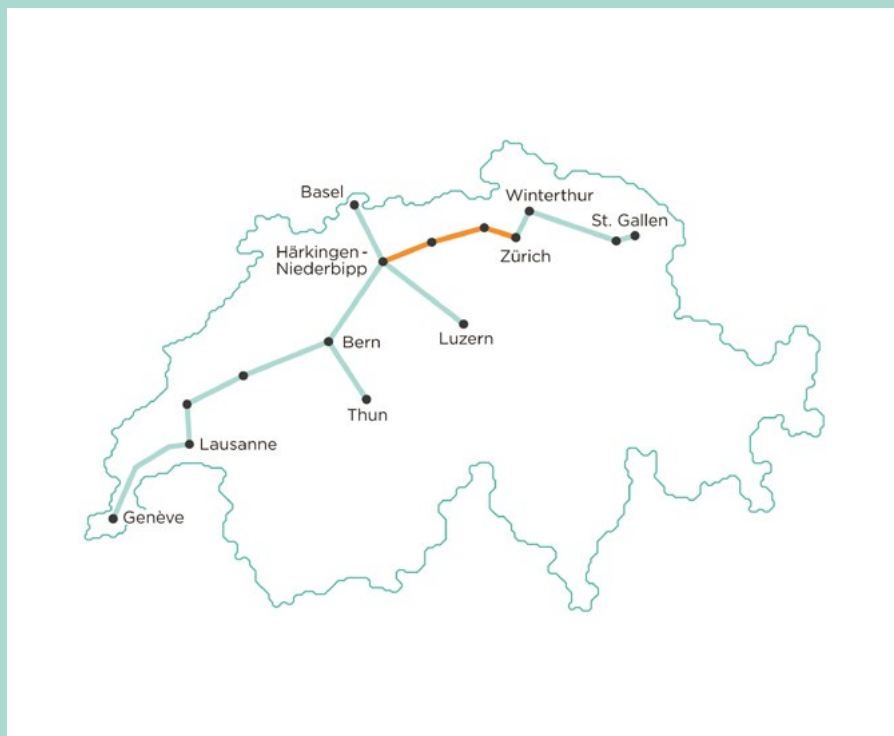 Basel
Winterthur
St. Gallen
Härkingen-
Niederbipp
Zürich
Bern
Luzern
Thun
Lausanne
Genève